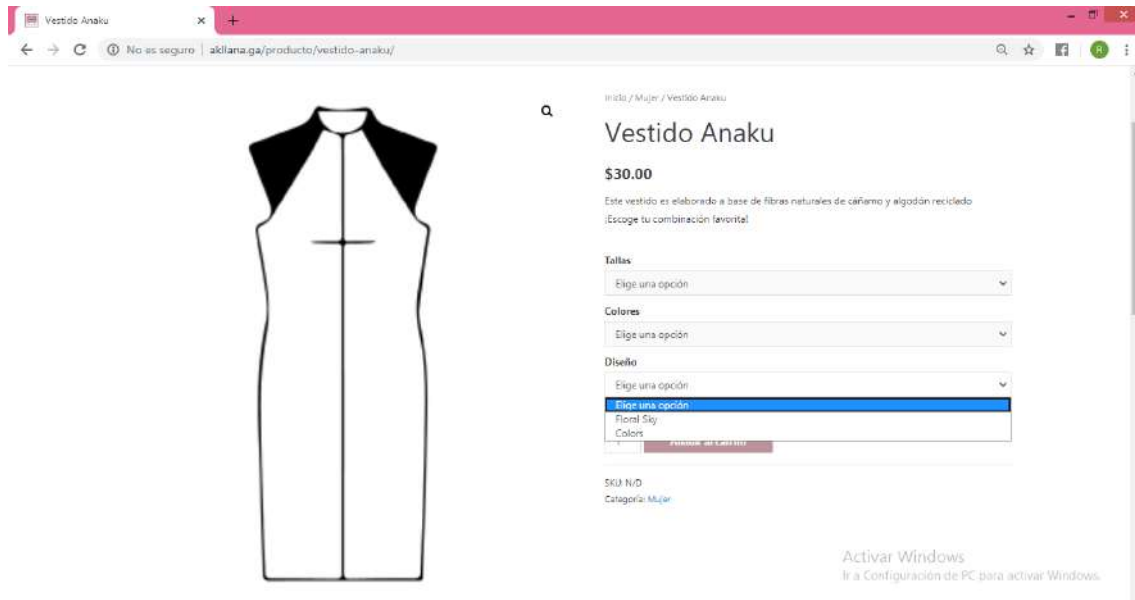 Vestido Anaku
No es seguro | akllana.ga/producto/vestido-anaku/
Inicio / Mujer / Vestido Anaku
Vestido Anaku
$30.00
Este vestido es elaborado a base de fibras naturales de cáñamo y algodón reciclado
¡Escoge tu combinación favorita!
Tallas
Elige una opción
Colores
Elige una opción
Diseño
Elige una opción
Elige una opción
Floral Sky
Colors
SKU: N/D
Categoría: Mujer
Activar Windows
Ir a Configuración de PC para activar Windows.